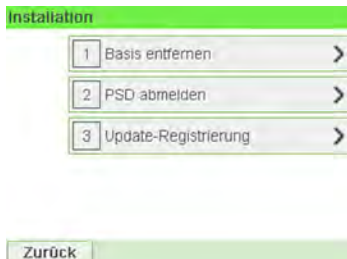 Installation
1 Basis entfernen
2 PSD abmelden
3 Update-Registrierung
Zurück